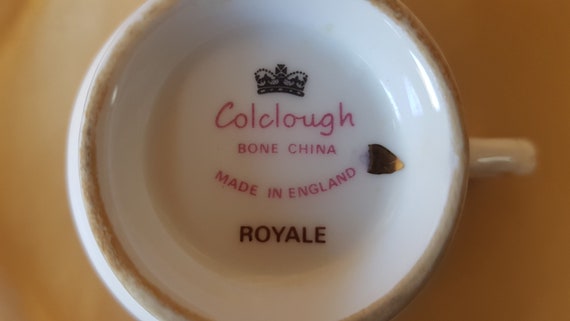 Colclough
BONE CHINA
MADE IN ENGLAND
ROYALE